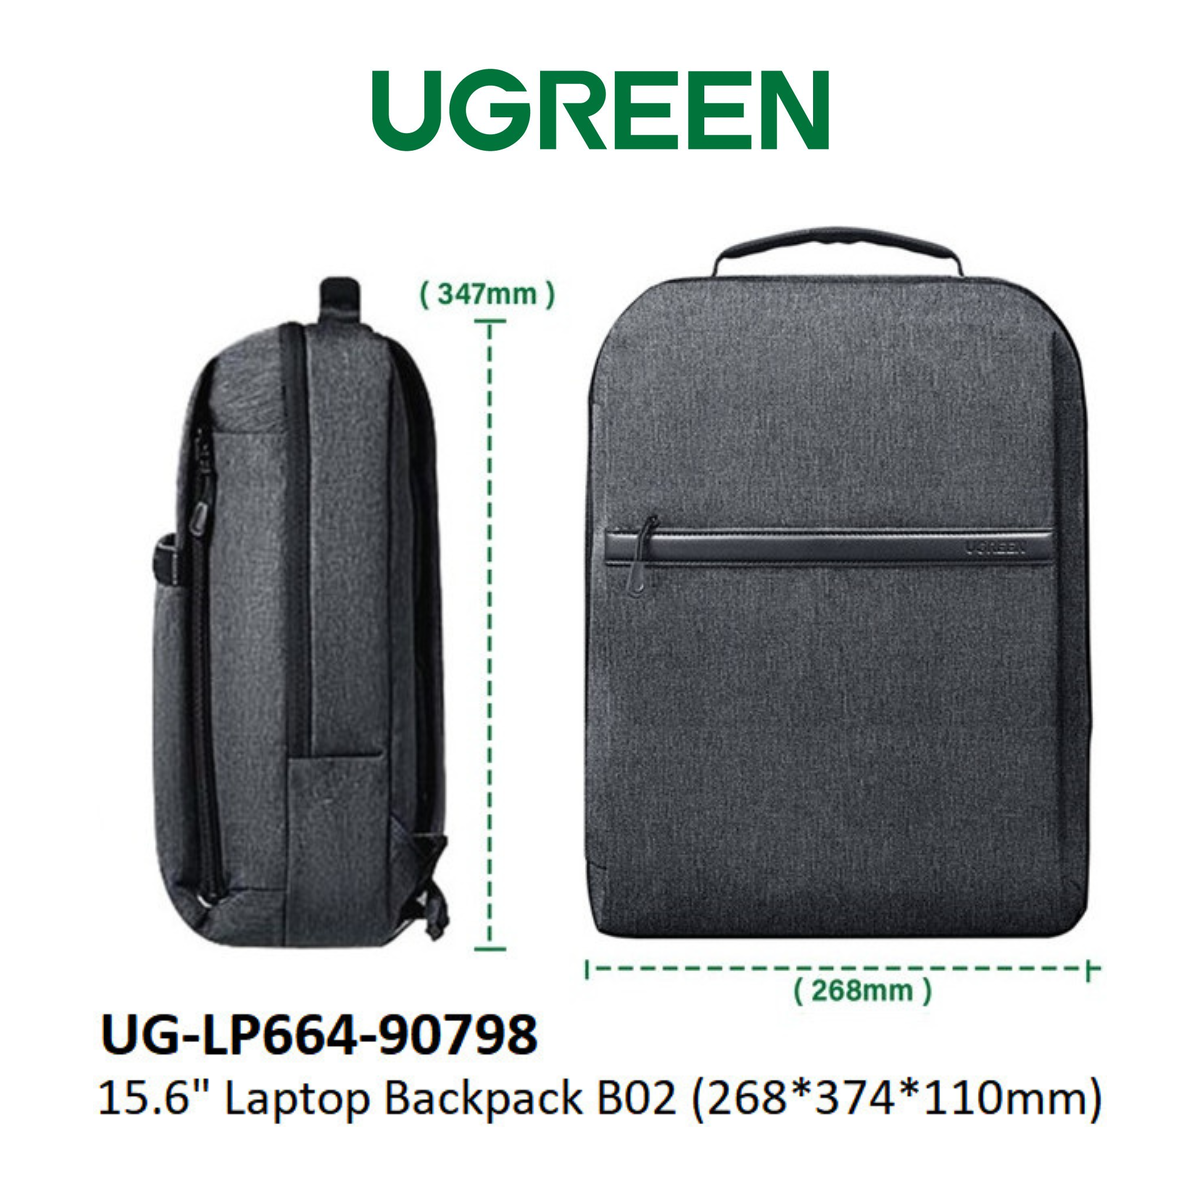 UGREEN
( 347mm )
UGREEN
( 268mm )
UG-LP664-90798
15.6" Laptop Backpack B02 (268*374*110mm)